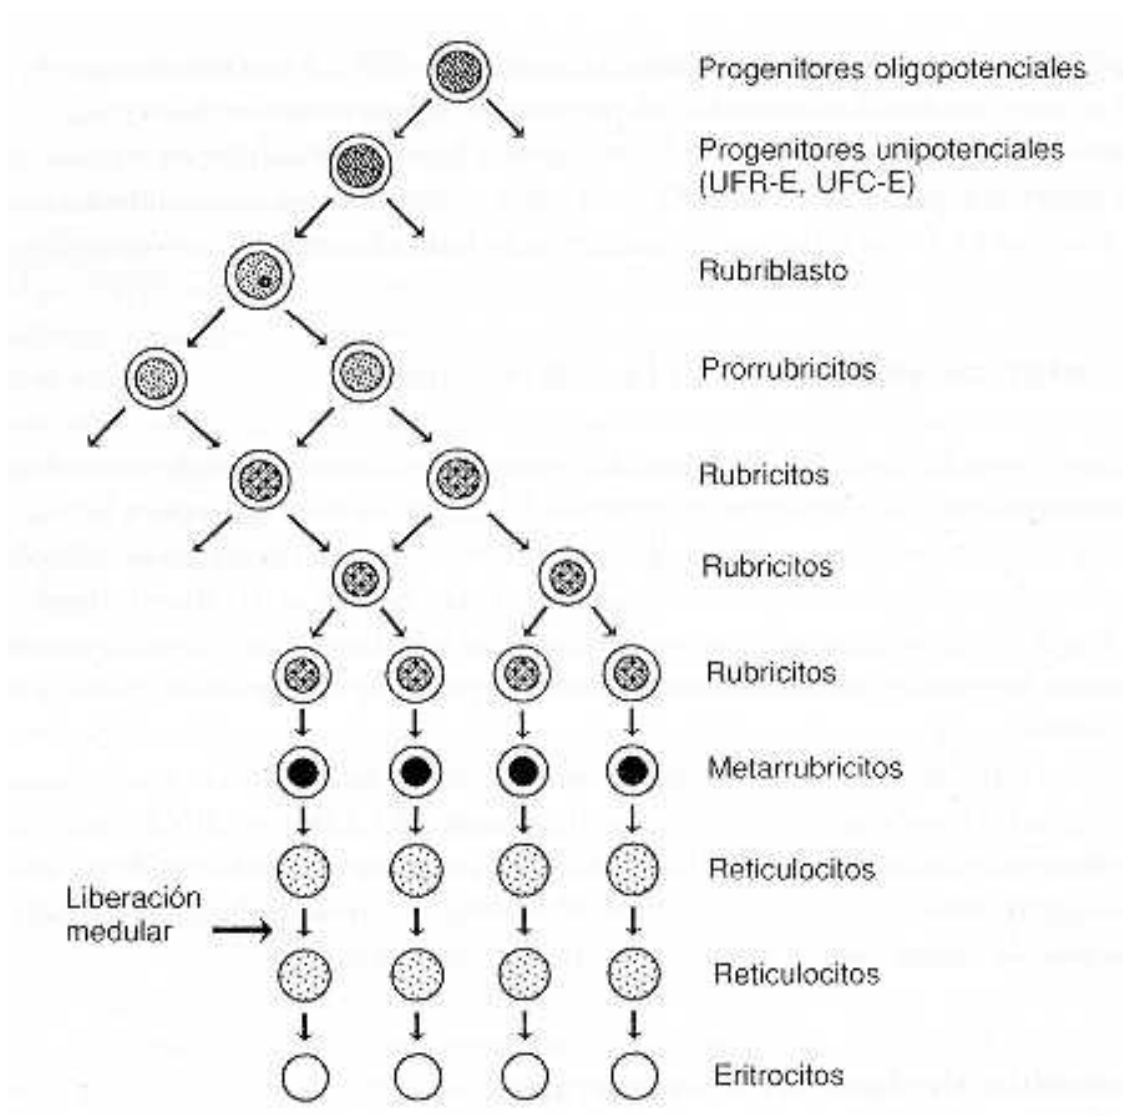 Progenitores oligopotenciales
Progenitores unipotenciales
(UFR-E, UFC-E)
Rubriblasto
Prorrubricitos
Rubricitos
Rubricitos
Rubricitos
Metarrubricitos
Reticulocitos
Liberación
medular
Reticulocitos
Eritrocitos